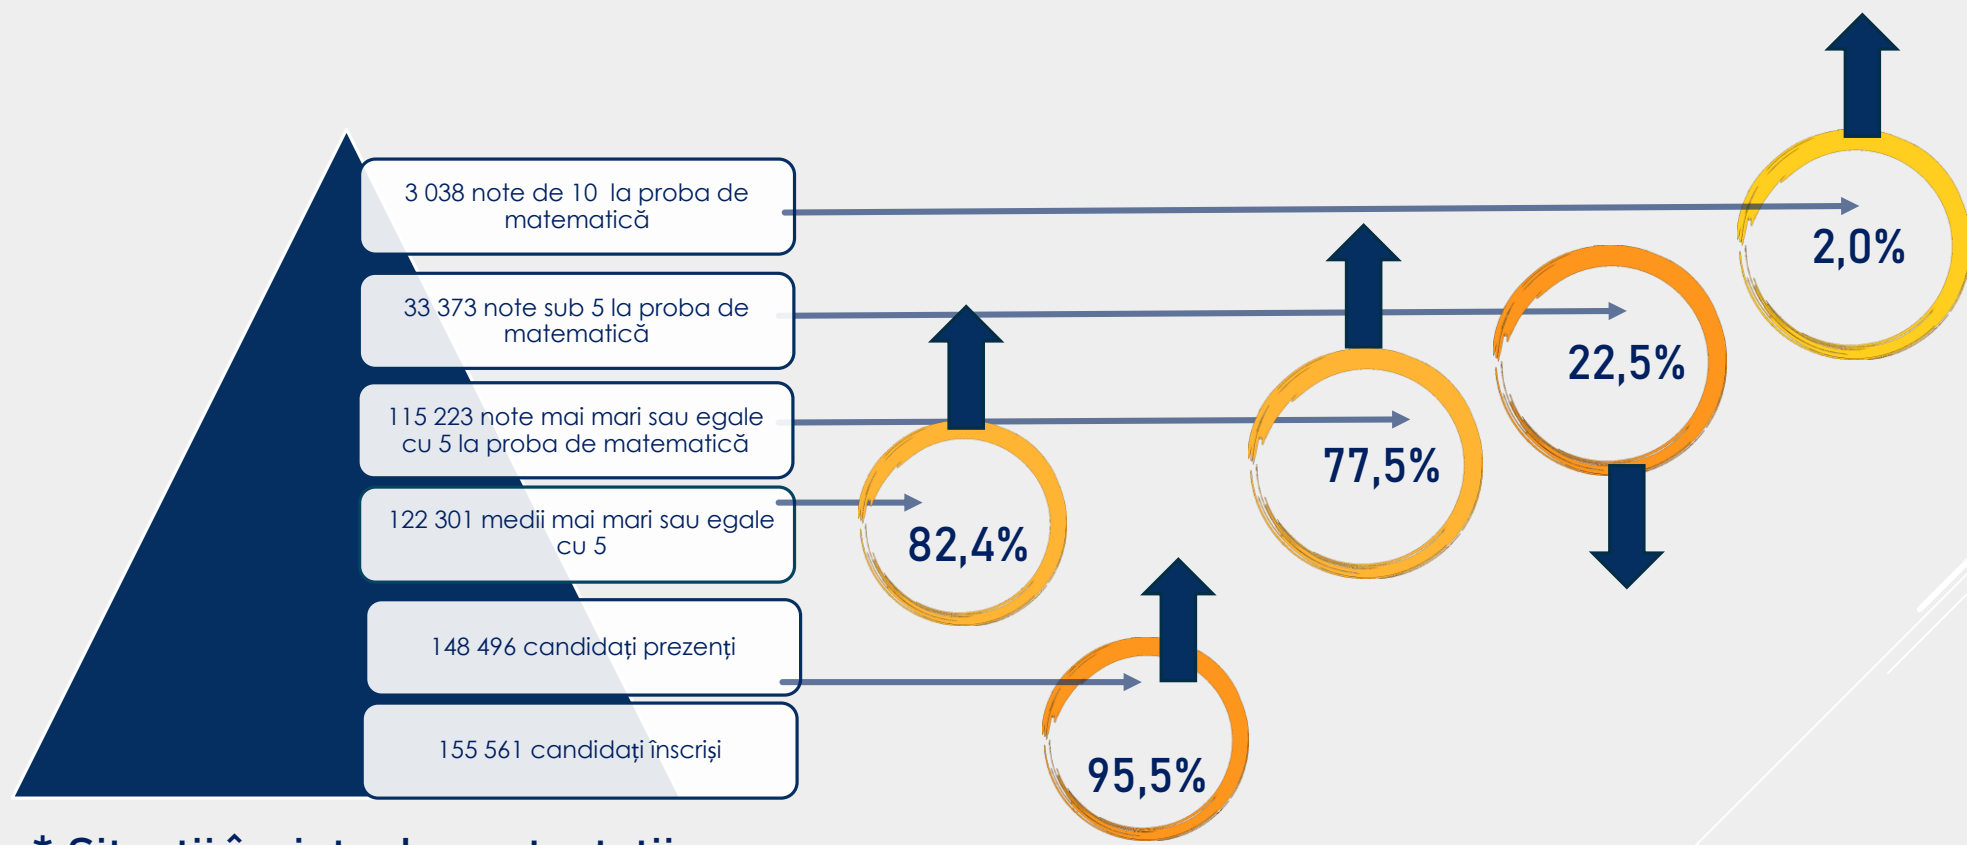 3 038 note de 10 la proba de
matematică
2,0%
33 373 note sub 5 la proba de
matematică
22,5%
115 223 note mai mari sau egale
cu 5 la proba de matematică
77,5%
122 301 medii mai mari sau egale
cu 5
82,4%
148 496 candidați prezenți
95,5%
155 561 candidați înscriși